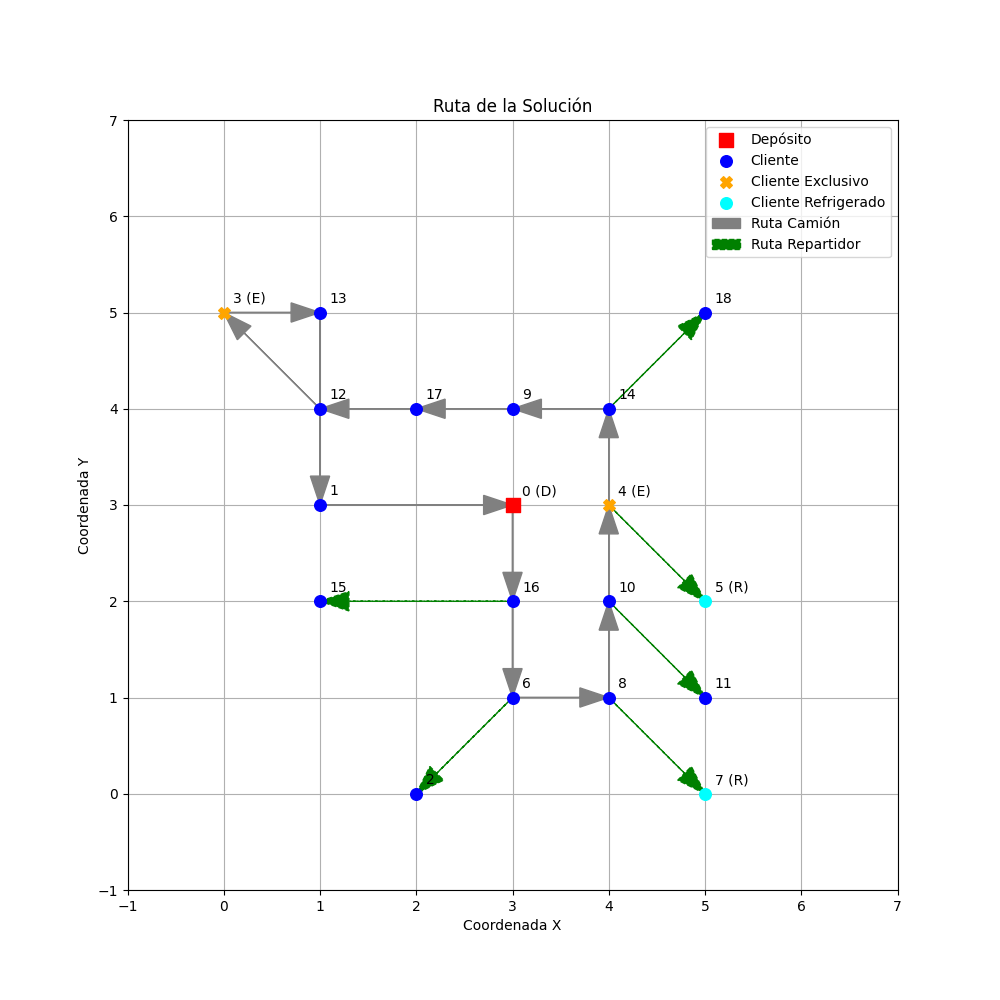 Ruta de la Solución
7
6
5
4
3
2
1
0
−1
−1
0
1
2
3
4
5
6
7
Coordenada Y
Coordenada X
Depósito
Cliente
Cliente Exclusivo
Cliente Refrigerado
Ruta Camión
Ruta Repartidor
3 (E)
13
18
12
17
9
14
1
0 (D)
4 (E)
15
16
10
5 (R)
6
8
11
2
7 (R)